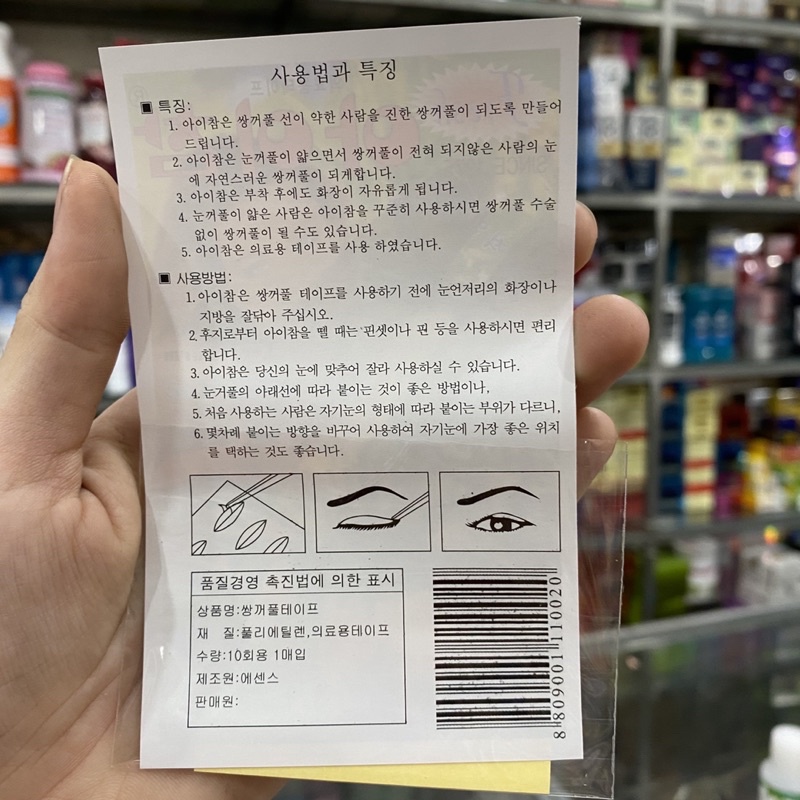 사용법과 특징
▣ 특징:
1. 아이참은 쌍꺼풀 선이 약한 사람을 진한 쌍꺼풀이 되도록 만들어
드립니다.
2. 아이참은 눈꺼풀이 얇으면서 쌍꺼풀이 전혀 되지않은 사람의 눈
에 자연스러운 쌍꺼풀이 되게합니다.
3. 아이참은 부착 후에도 화장이 자유롭게 됩니다.
4. 눈꺼풀이 얇은 사람은 아이참을 꾸준히 사용하시면 쌍꺼풀 수술
없이 쌍꺼풀이 될 수도 있습니다.
5. 아이참은 의료용 테이프를 사용 하였습니다.
▣ 사용방법:
1. 아이참은 쌍꺼풀 테이프를 사용하기 전에 눈언저리의 화장이나
지방을 잘닦아 주십시오.
2. 후지로부터 아이참을 뗄 때는 핀셋이나 핀 등을 사용하시면 편리
합니다.
3. 아이참은 당신의 눈에 맞추어 잘라 사용하실 수 있습니다.
4. 눈거풀의 아래선에 따라 붙이는 것이 좋은 방법이나,
5. 처음 사용하는 사람은 자기눈의 형태에 따라 붙이는 부위가 다르니,
6. 몇차례 붙이는 방향을 바꾸어 사용하여 자기눈에 가장 좋은 위치
를 택하는 것도 좋습니다.
품질경영 촉진법에 의한 표시
상품명:쌍꺼풀테이프
재 질:폴리에틸렌,의료용테이프
수량:10회용 1매입
제조원:에센스
판매원:
8 809001 110020